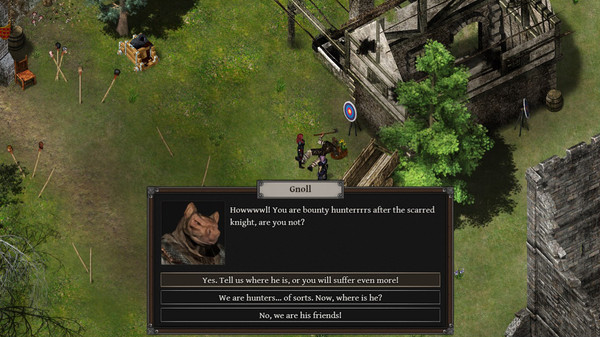 Gnoll
Howwwwl! You are bounty hunterrrrs after the scarred
knight, are you not?
Yes. Tell us where he is, or you will suffer even more!
We are hunters... of sorts. Now, where is he?
No, we are his friends!